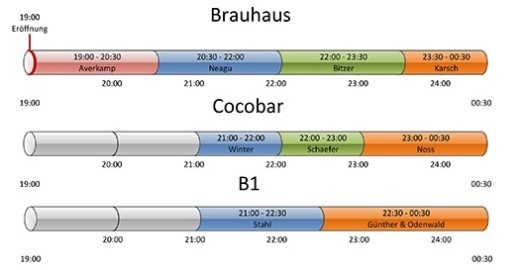 Brauhaus
19:00
Eröffnung
19:00 - 20:30 20:30 - 22:00 22:00 - 23:30 23:30 - 00:30
Averkamp Neagu Bitzer Karsch
20:00 22:00 24:00
19:00 00:30
Cocobar
21:00 - 22:00 22:00 - 23:00 23:00 - 00:30
Winter Schaefer Noss
20:00 21:00 22:00 23:00 24:00
19:00 00:30
B1
21:00 - 22:30 22:30 - 00:30
Stahl Günther & Odenwald
20:00 21:00 22:00 23:00 24:00
19:00 00:30